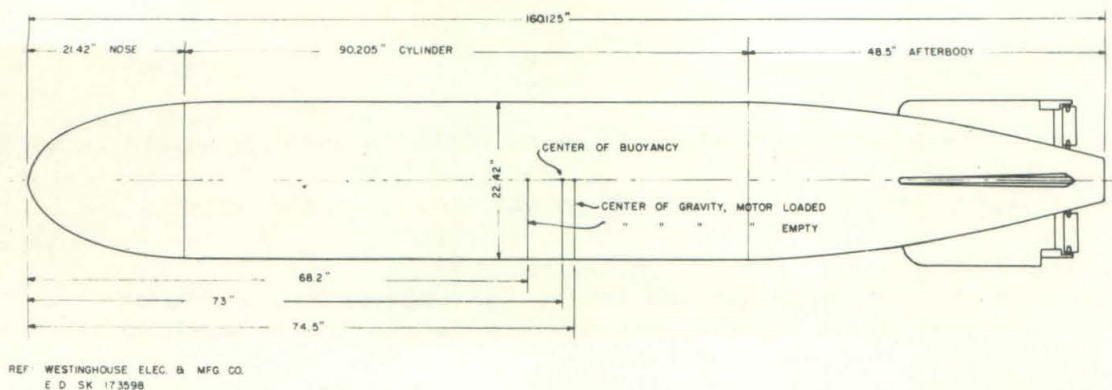 160.125"
21.42" NOSE
90.205" CYLINDER
48.5" AFTERBODY
22.42"
CENTER OF BUOYANCY
CENTER OF GRAVITY, MOTOR LOADED
" " " " EMPTY
68.2"
73"
74.5"
REF: WESTINGHOUSE ELEC. & MFG. CO.
E D SK 173598